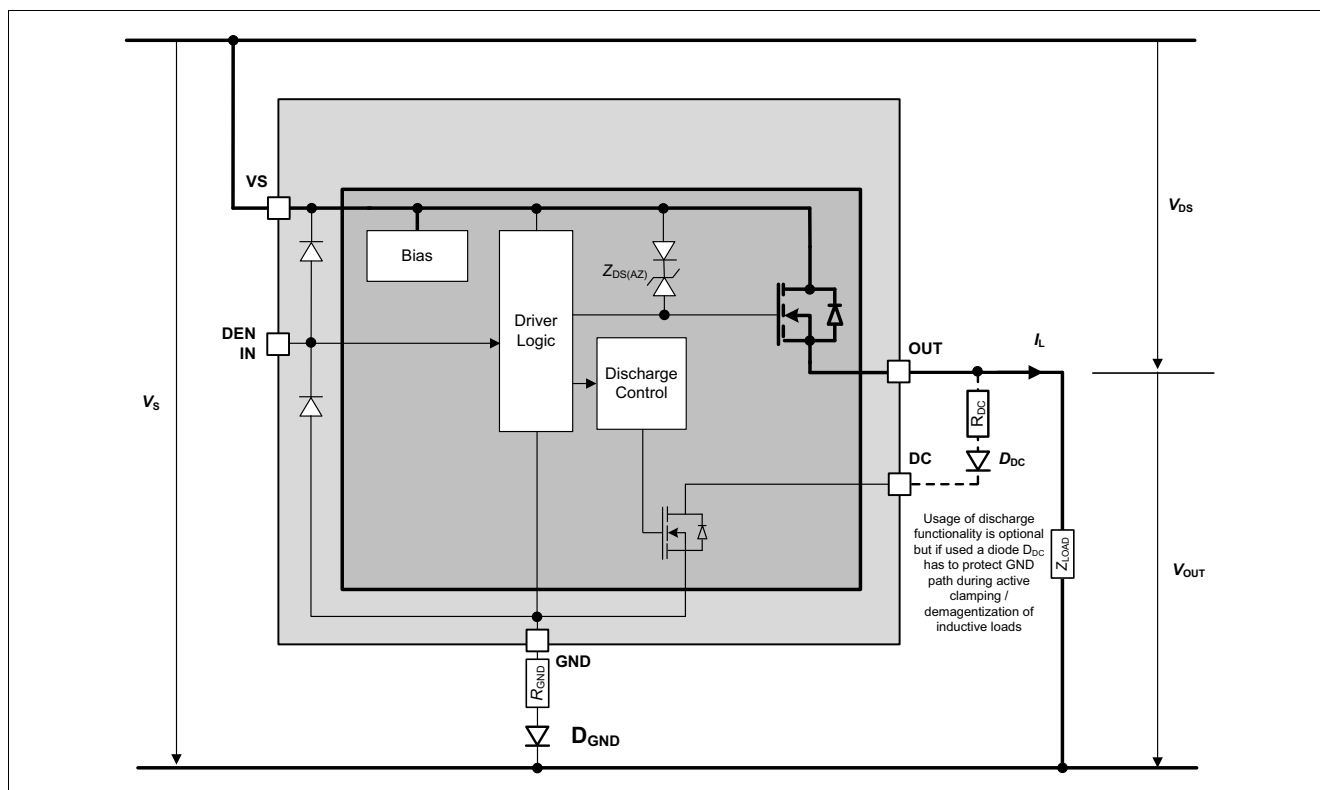 VS
VDS
Bias
ZDS(AZ)
Driver
Logic
DEN
IN
OUT
IL
Discharge
Control
VS
RDC
DC
DDC
Usage of discharge
functionality is optional
but if used a diode DDC
has to protect GND
path during active
clamping /
demagentization of
inductive loads
ZLOAD
VOUT
GND
RGND
DGND